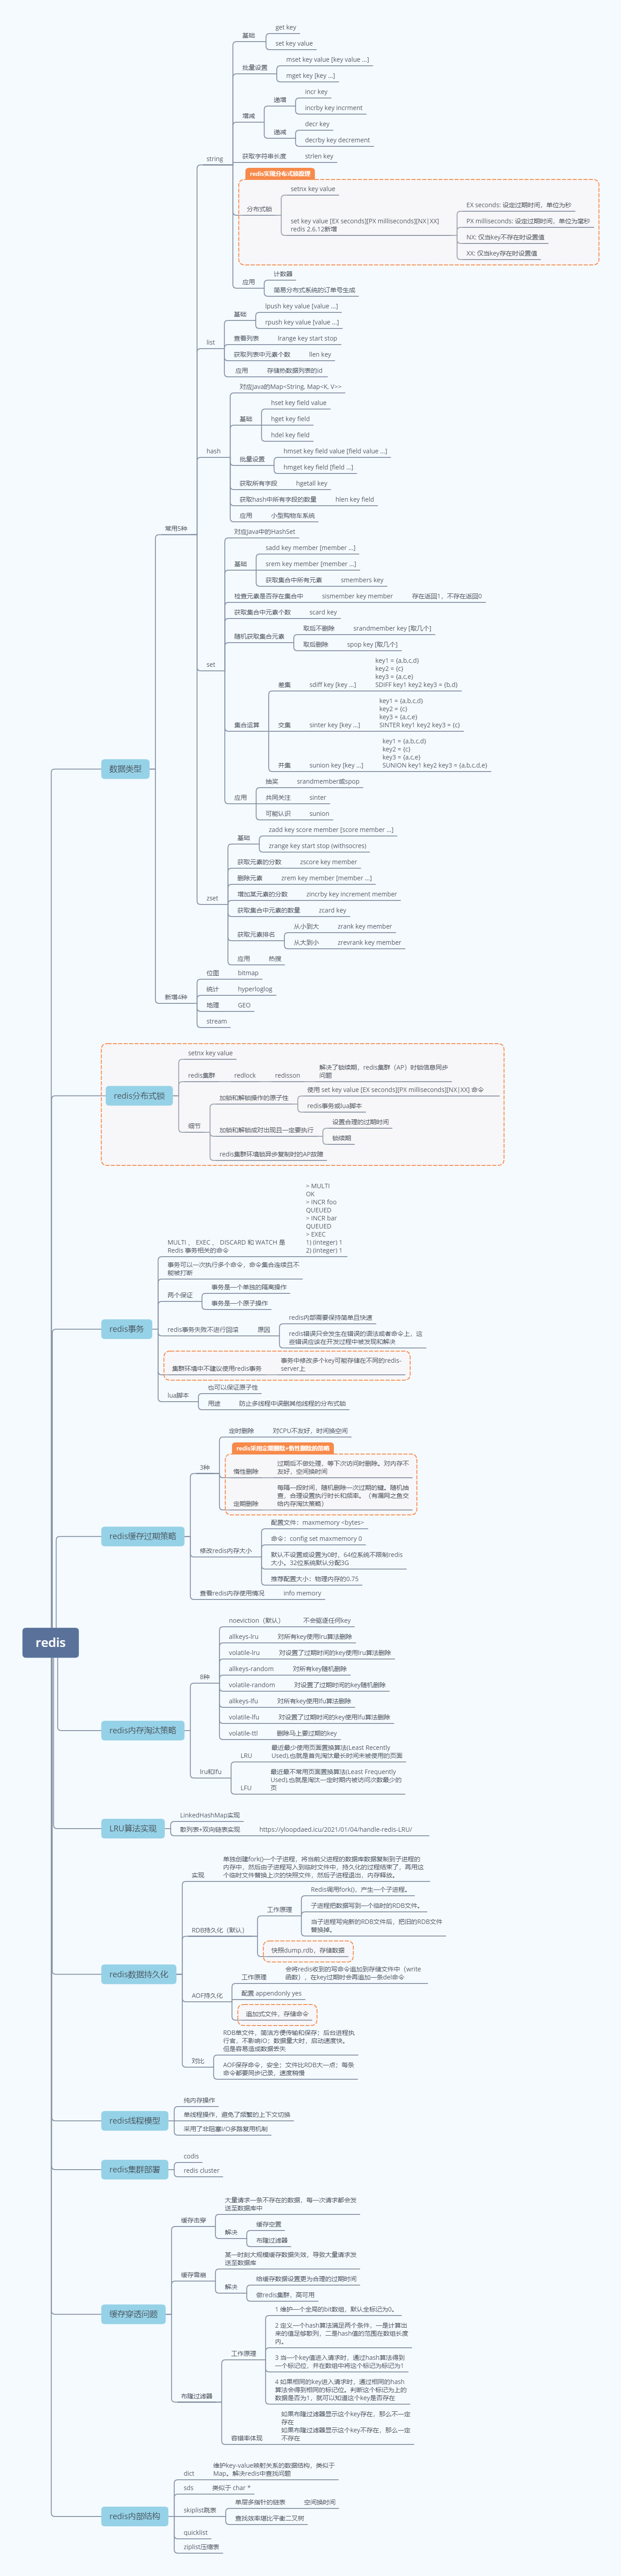 redis
数据类型
常用5种
string
基础
get key
set key value
批量设置
mset key value [key value ...]
mget key [key ...]
增减
递增
incr key
incrby key incrment
递减
decr key
decrby key decrement
获取字符串长度
strlen key
redis实现分布式锁原理
分布式锁
setnx key value
set key value [EX seconds][PX milliseconds][NX|XX]
redis 2.6.12新增
EX seconds: 设定过期时间，单位为秒
PX milliseconds: 设定过期时间，单位为毫秒
NX: 仅当key不存在时设置值
XX: 仅当key存在时设置值
应用
计数器
简易分布式系统的订单号生成
list
基础
lpush key value [value ...]
rpush key value [value ...]
查看列表
lrange key start stop
获取列表中元素个数
llen key
应用
存储热数据列表的id
hash
对应Java的Map<String, Map<K, V>>
基础
hset key field value
hget key field
hdel key field
批量设置
hmset key field value [field value ...]
hmget key field [field ...]
获取所有字段
hgetall key
获取hash中所有字段的数量
hlen key field
应用
小型购物车系统
set
对应Java中的HashSet
基础
sadd key member [member ...]
srem key member [member ...]
获取集合中所有元素
smembers key
检查元素是否存在集合中
sismember key member
存在返回1，不存在返回0
获取集合中元素个数
scard key
随机获取集合元素
取后不删除
srandmember key [取几个]
取后删除
spop key [取几个]
集合运算
差集
sdiff key [key ...]
key1 = {a,b,c,d}
key2 = {c}
key3 = {a,c,e}
SDIFF key1 key2 key3 = {b,d}
交集
sinter key [key ...]
key1 = {a,b,c,d}
key2 = {c}
key3 = {a,c,e}
SINTER key1 key2 key3 = {c}
并集
sunion key [key ...]
key1 = {a,b,c,d}
key2 = {c}
key3 = {a,c,e}
SUNION key1 key2 key3 = {a,b,c,d,e}
应用
抽奖
srandmember或spop
共同关注
sinter
可能认识
sunion
zset
基础
zadd key score member [score member ...]
zrange key start stop (withsocres)
获取元素的分数
zscore key member
删除元素
zrem key member [member ...]
增加某元素的分数
zincrby key increment member
获取集合中元素的数量
zcard key
获取元素排名
从小到大
zrank key member
从大到小
zrevrank key member
应用
热搜
新增4种
位图
bitmap
统计
hyperloglog
地理
GEO
stream
redis分布式锁
setnx key value
redis集群
redlock
redisson
解决了锁续期，redis集群（AP）时锁信息同步
问题
细节
加锁和解锁操作的原子性
使用 set key value [EX seconds][PX milliseconds][NX|XX] 命令
redis事务或lua脚本
加锁和解锁成对出现且一定要执行
设置合理的过期时间
锁续期
redis集群环境锁异步复制时的AP故障
redis事务
MULTI 、 EXEC 、 DISCARD 和 WATCH 是
Redis 事务相关的命令
> MULTI
OK
> INCR foo
QUEUED
> INCR bar
QUEUED
> EXEC
1) (integer) 1
2) (integer) 1
事务可以一次执行多个命令，命令集合连续且不
能被打断
两个保证
事务是一个单独的隔离操作
事务是一个原子操作
redis事务失败不进行回滚
原因
redis内部需要保持简单且快速
redis错误只会发生在错误的语法或者命令上，这
些错误应该在开发过程中被发现和解决
集群环境中不建议使用redis事务
事务中修改多个key可能存储在不同的redis-
server上
lua脚本
也可以保证原子性
用途
防止多线程中误删其他线程的分布式锁
redis缓存过期策略
3种
定时删除
对CPU不友好，时间换空间
redis采用定期删除+惰性删除的策略
惰性删除
过期后不做处理，等下次访问时删除。对内存不
友好，空间换时间
定期删除
每隔一段时间，随机删除一次过期的键。随机抽
查，合理设置执行时长和频率。（有漏网之鱼交
给内存淘汰策略）
修改redis内存大小
配置文件：maxmemory <bytes>
命令：config set maxmemory 0
默认不设置或设置为0时，64位系统不限制redis
大小。32位系统默认分配3G
推荐配置大小：物理内存的0.75
查看redis内存使用情况
info memory
redis内存淘汰策略
8种
noeviction（默认）
不会驱逐任何key
allkeys-lru
对所有key使用lru算法删除
volatile-lru
对设置了过期时间的key使用lru算法删除
allkeys-random
对所有key随机删除
volatile-random
对设置了过期时间的key随机删除
allkeys-lfu
对所有key使用lfu算法删除
volatile-lfu
对设置了过期时间的key使用lfu算法删除
volatile-ttl
删除马上要过期的key
lru和lfu
LRU
最近最少使用页面置换算法(Least Recently
Used),也就是首先淘汰最长时间未被使用的页面
LFU
最近最不常用页面置换算法(Least Frequently
Used),也就是淘汰一定时期内被访问次数最少的
页
LRU算法实现
LinkedHashMap实现
散列表+双向链表实现
https://yloopdaed.icu/2021/01/04/handle-redis-LRU/
redis数据持久化
实现
单独创建fork()一个子进程，将当前父进程的数据库数据复制到子进程的
内存中，然后由子进程写入到临时文件中，持久化的过程结束了，再用这
个临时文件替换上次的快照文件，然后子进程退出，内存释放。
RDB持久化（默认）
工作原理
Redis调用fork()，产生一个子进程。
子进程把数据写到一个临时的RDB文件。
当子进程写完新的RDB文件后，把旧的RDB文件
替换掉。
快照dump.rdb，存储数据
AOF持久化
工作原理
会将redis收到的写命令追加到存储文件中（write
函数），在key过期时会再追加一条del命令
配置 appendonly yes
追加式文件，存储命令
对比
RDB单文件，简洁方便传输和保存；后台进程执
行省，不影响IO；数据量大时，启动速度快。
但是容易造成数据丢失
AOF保存命令，安全；文件比RDB大一点；每条
命令都要同步记录，速度稍慢
redis线程模型
纯内存操作
单线程操作，避免了频繁的上下文切换
采用了非阻塞I/O多路复用机制
redis集群部署
codis
redis cluster
缓存穿透问题
缓存击穿
大量请求一条不存在的数据，每一次请求都会发
送至数据库中
解决
缓存空置
布隆过滤器
缓存雪崩
某一时刻大规模缓存数据失效，导致大量请求发
送至数据库
解决
给缓存数据设置更为合理的过期时间
做redis集群，高可用
布隆过滤器
工作原理
1 维护一个全局的bit数组，默认全标记为0。
2 定义一个hash算法满足两个条件，一是计算出
来的值足够散列，二是hash值的范围在数组长度
内。
3 当一个key值进入请求时，通过hash算法得到
一个标记位，并在数组中将这个标记为标记为1
4 如果相同的key进入请求时，通过相同的hash
算法会得到相同的标记位。判断这个标记为上的
数据是否为1，就可以知道这个key是否存在
容错率体现
如果布隆过滤器显示这个key存在，那么不一定
存在
如果布隆过滤器显示这个key不存在，那么一定
不存在
redis内部结构
dict
维护key-value映射关系的数据结构，类似于
Map。解决redis中查找问题
sds
类似于 char *
skiplist跳表
单层多指针的链表
空间换时间
查找效率堪比平衡二叉树
quicklist
ziplist压缩表